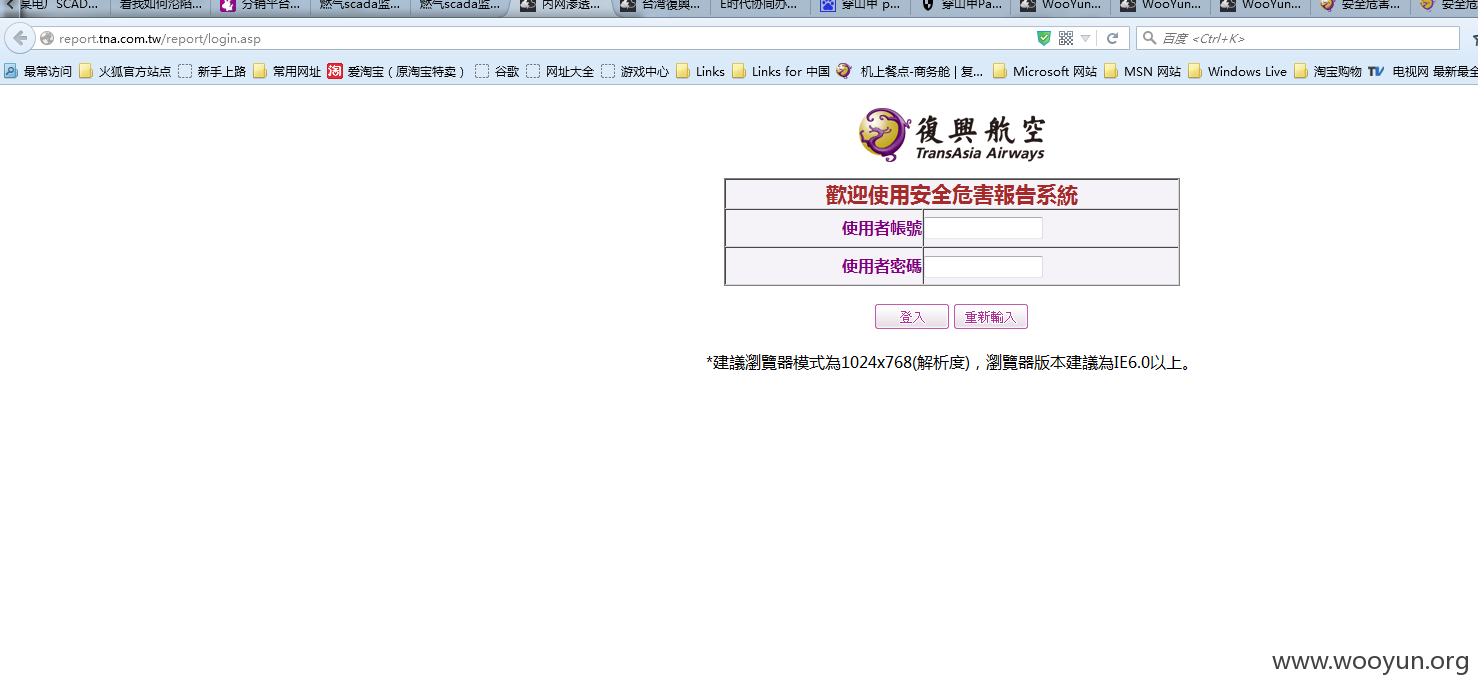 SCAD...
着我如何沦陷...
分销平台...
燃气scada监...
燃气scada监...
内网渗透...
台湾復興...
E时代协同办...
穿山甲 p...
穿山甲Pa...
WooYun...
WooYun...
WooYun...
安全危害...
安全危
report.tna.com.tw/report/login.asp
百度 <Ctrl+K>
最常访问 火狐官方站点 新手上路 常用网址 爱淘宝（原淘宝特卖） 谷歌 网址大全 游戏中心 Links Links for 中国 机上餐点-商务舱 | 复... Microsoft 网站 MSN 网站 Windows Live 淘宝购物 电视网 最新最全
復興航空
TransAsia Airways
歡迎使用安全危害報告系統
使用者帳號
使用者密碼
登入 重新輸入
*建議瀏覽器模式為1024x768(解析度)，瀏覽器版本建議為IE6.0以上。
www.wooyun.org